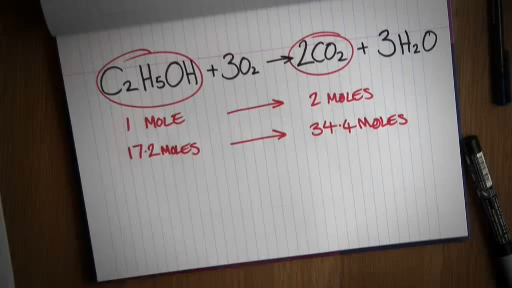 C₂H₅OH + 3O₂ → 2CO₂ + 3H₂O
1 MOLE → 2 MOLES
17.2 MOLES → 34.4 MOLES